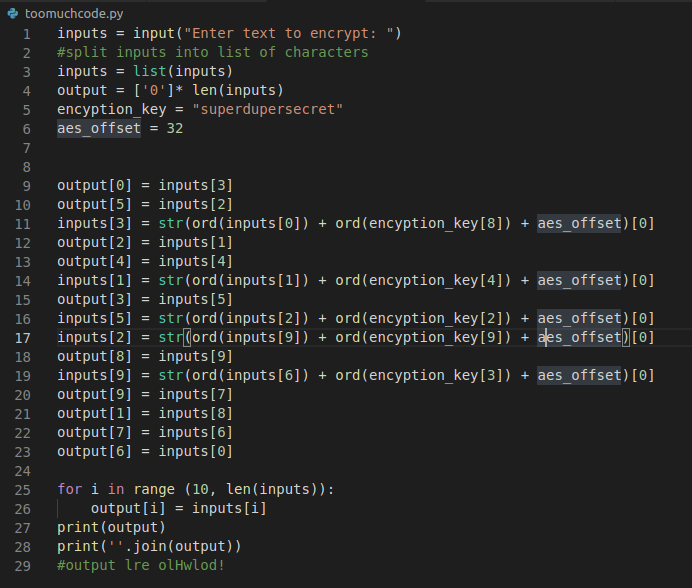 toomuchcode.py
1 inputs = input("Enter text to encrypt: ")
2 #split inputs into list of characters
3 inputs = list(inputs)
4 output = ['0']* len(inputs)
5 encyption_key = "superdupersecret"
6 aes_offset = 32
7
8
9 output[0] = inputs[3]
10 output[5] = inputs[2]
11 inputs[3] = str(ord(inputs[0]) + ord(encyption_key[8]) + aes_offset)[0]
12 output[2] = inputs[1]
13 output[4] = inputs[4]
14 inputs[1] = str(ord(inputs[1]) + ord(encyption_key[4]) + aes_offset)[0]
15 output[3] = inputs[5]
16 inputs[5] = str(ord(inputs[2]) + ord(encyption_key[2]) + aes_offset)[0]
17 inputs[2] = str(ord(inputs[9]) + ord(encyption_key[9]) + aes_offset)[0]
18 output[8] = inputs[9]
19 inputs[9] = str(ord(inputs[6]) + ord(encyption_key[3]) + aes_offset)[0]
20 output[9] = inputs[7]
21 output[1] = inputs[8]
22 output[7] = inputs[6]
23 output[6] = inputs[0]
24
25 for i in range (10, len(inputs)):
26     output[i] = inputs[i]
27 print(output)
28 print(''.join(output))
29 #output lre olHwlod!